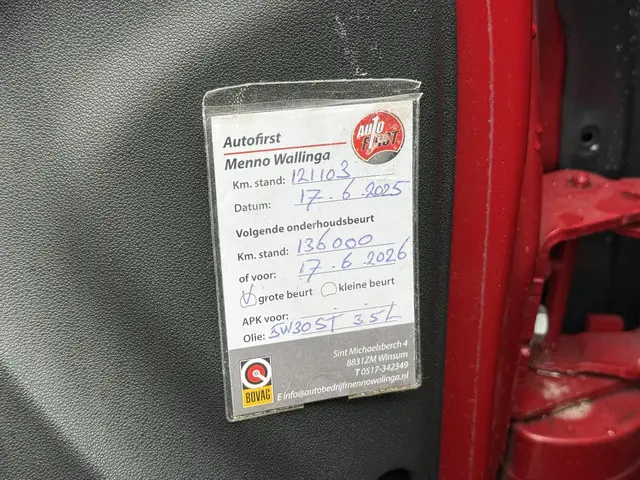 AUTO
FIRST
Autofirst
Menno Wallinga
Km. stand: 121103
Datum: 17-6-2025
Volgende onderhoudsbeurt
Km. stand: 136000
of voor: 17-6-2026
grote beurt kleine beurt
APK voor: - -
Olie: 5W30ST 3.5L
Sint Michaelsberch 4
8831ZM Winsum
T 0517-342349
E info@autobedrijfmennowalinga.nl
BOVAG